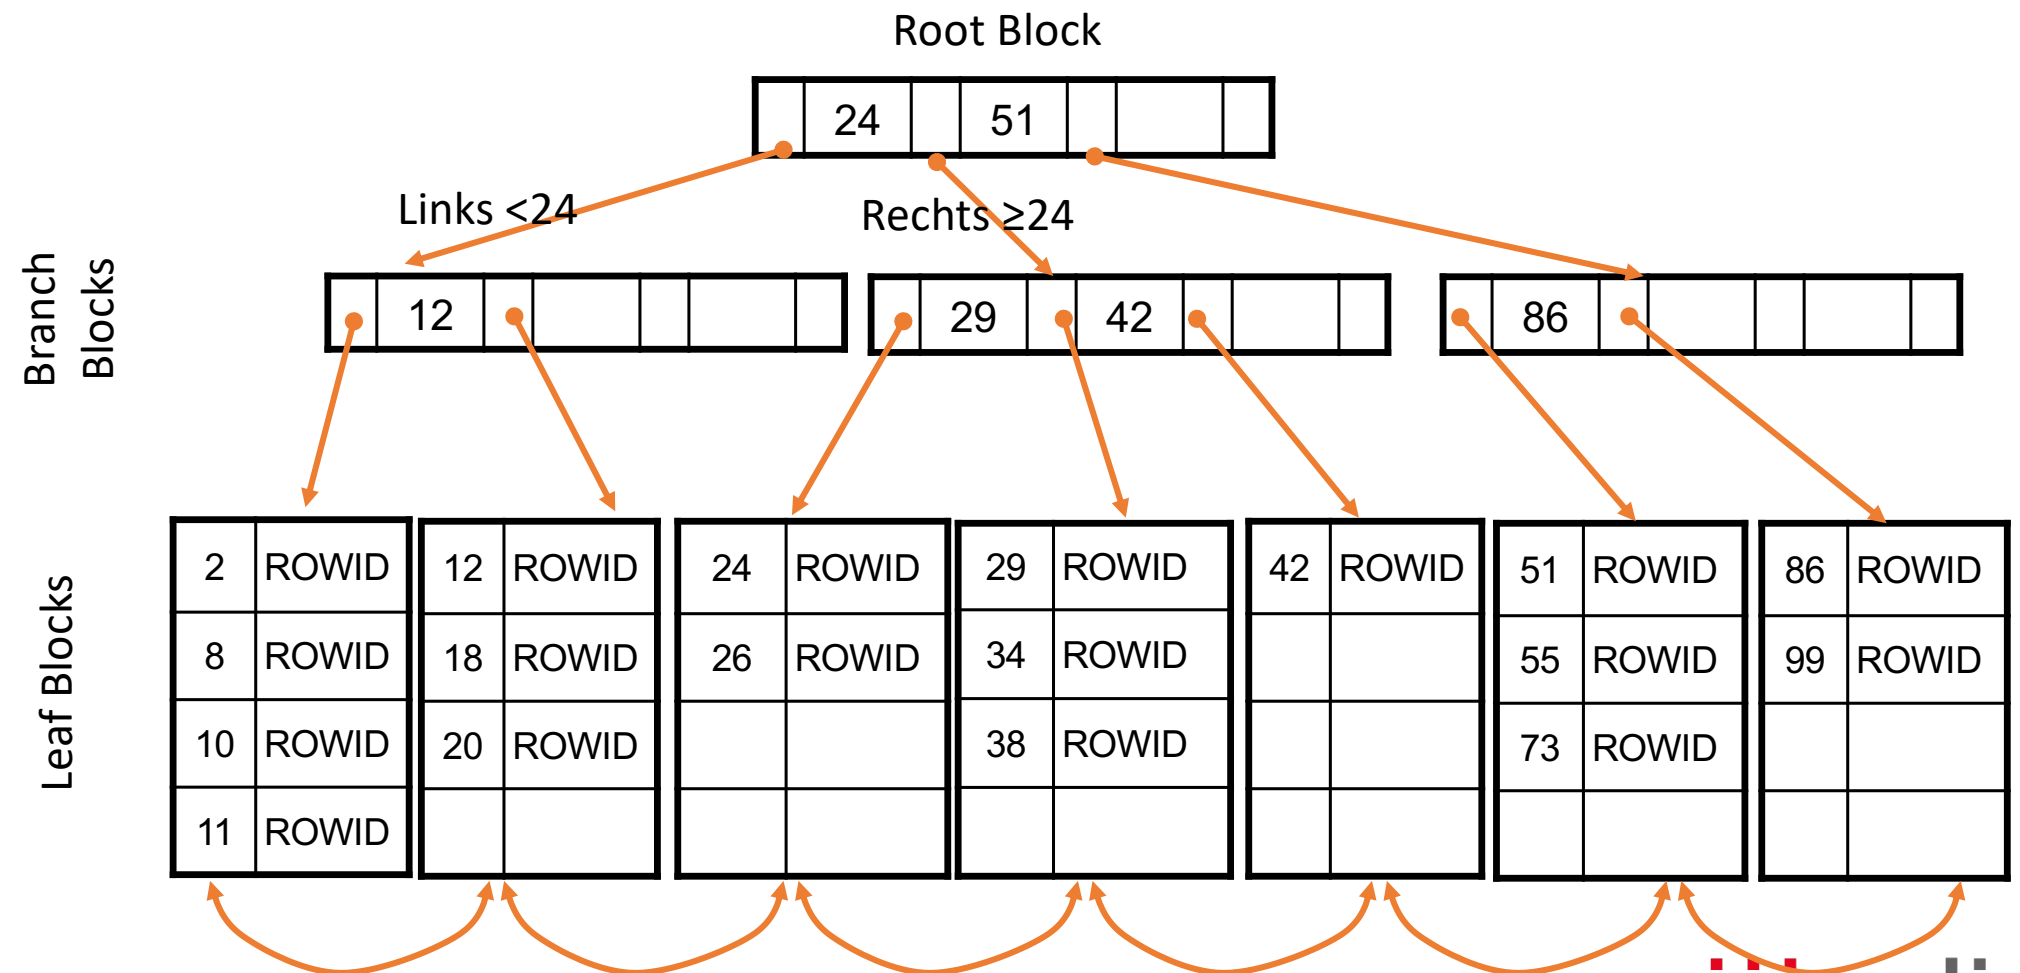 Root Block
24 51
Links <24
Rechts ≥24
Branch
Blocks
12
29 42
86
Leaf Blocks
2 ROWID
8 ROWID
10 ROWID
11 ROWID
12 ROWID
18 ROWID
20 ROWID
24 ROWID
26 ROWID
29 ROWID
34 ROWID
38 ROWID
42 ROWID
51 ROWID
55 ROWID
73 ROWID
86 ROWID
99 ROWID